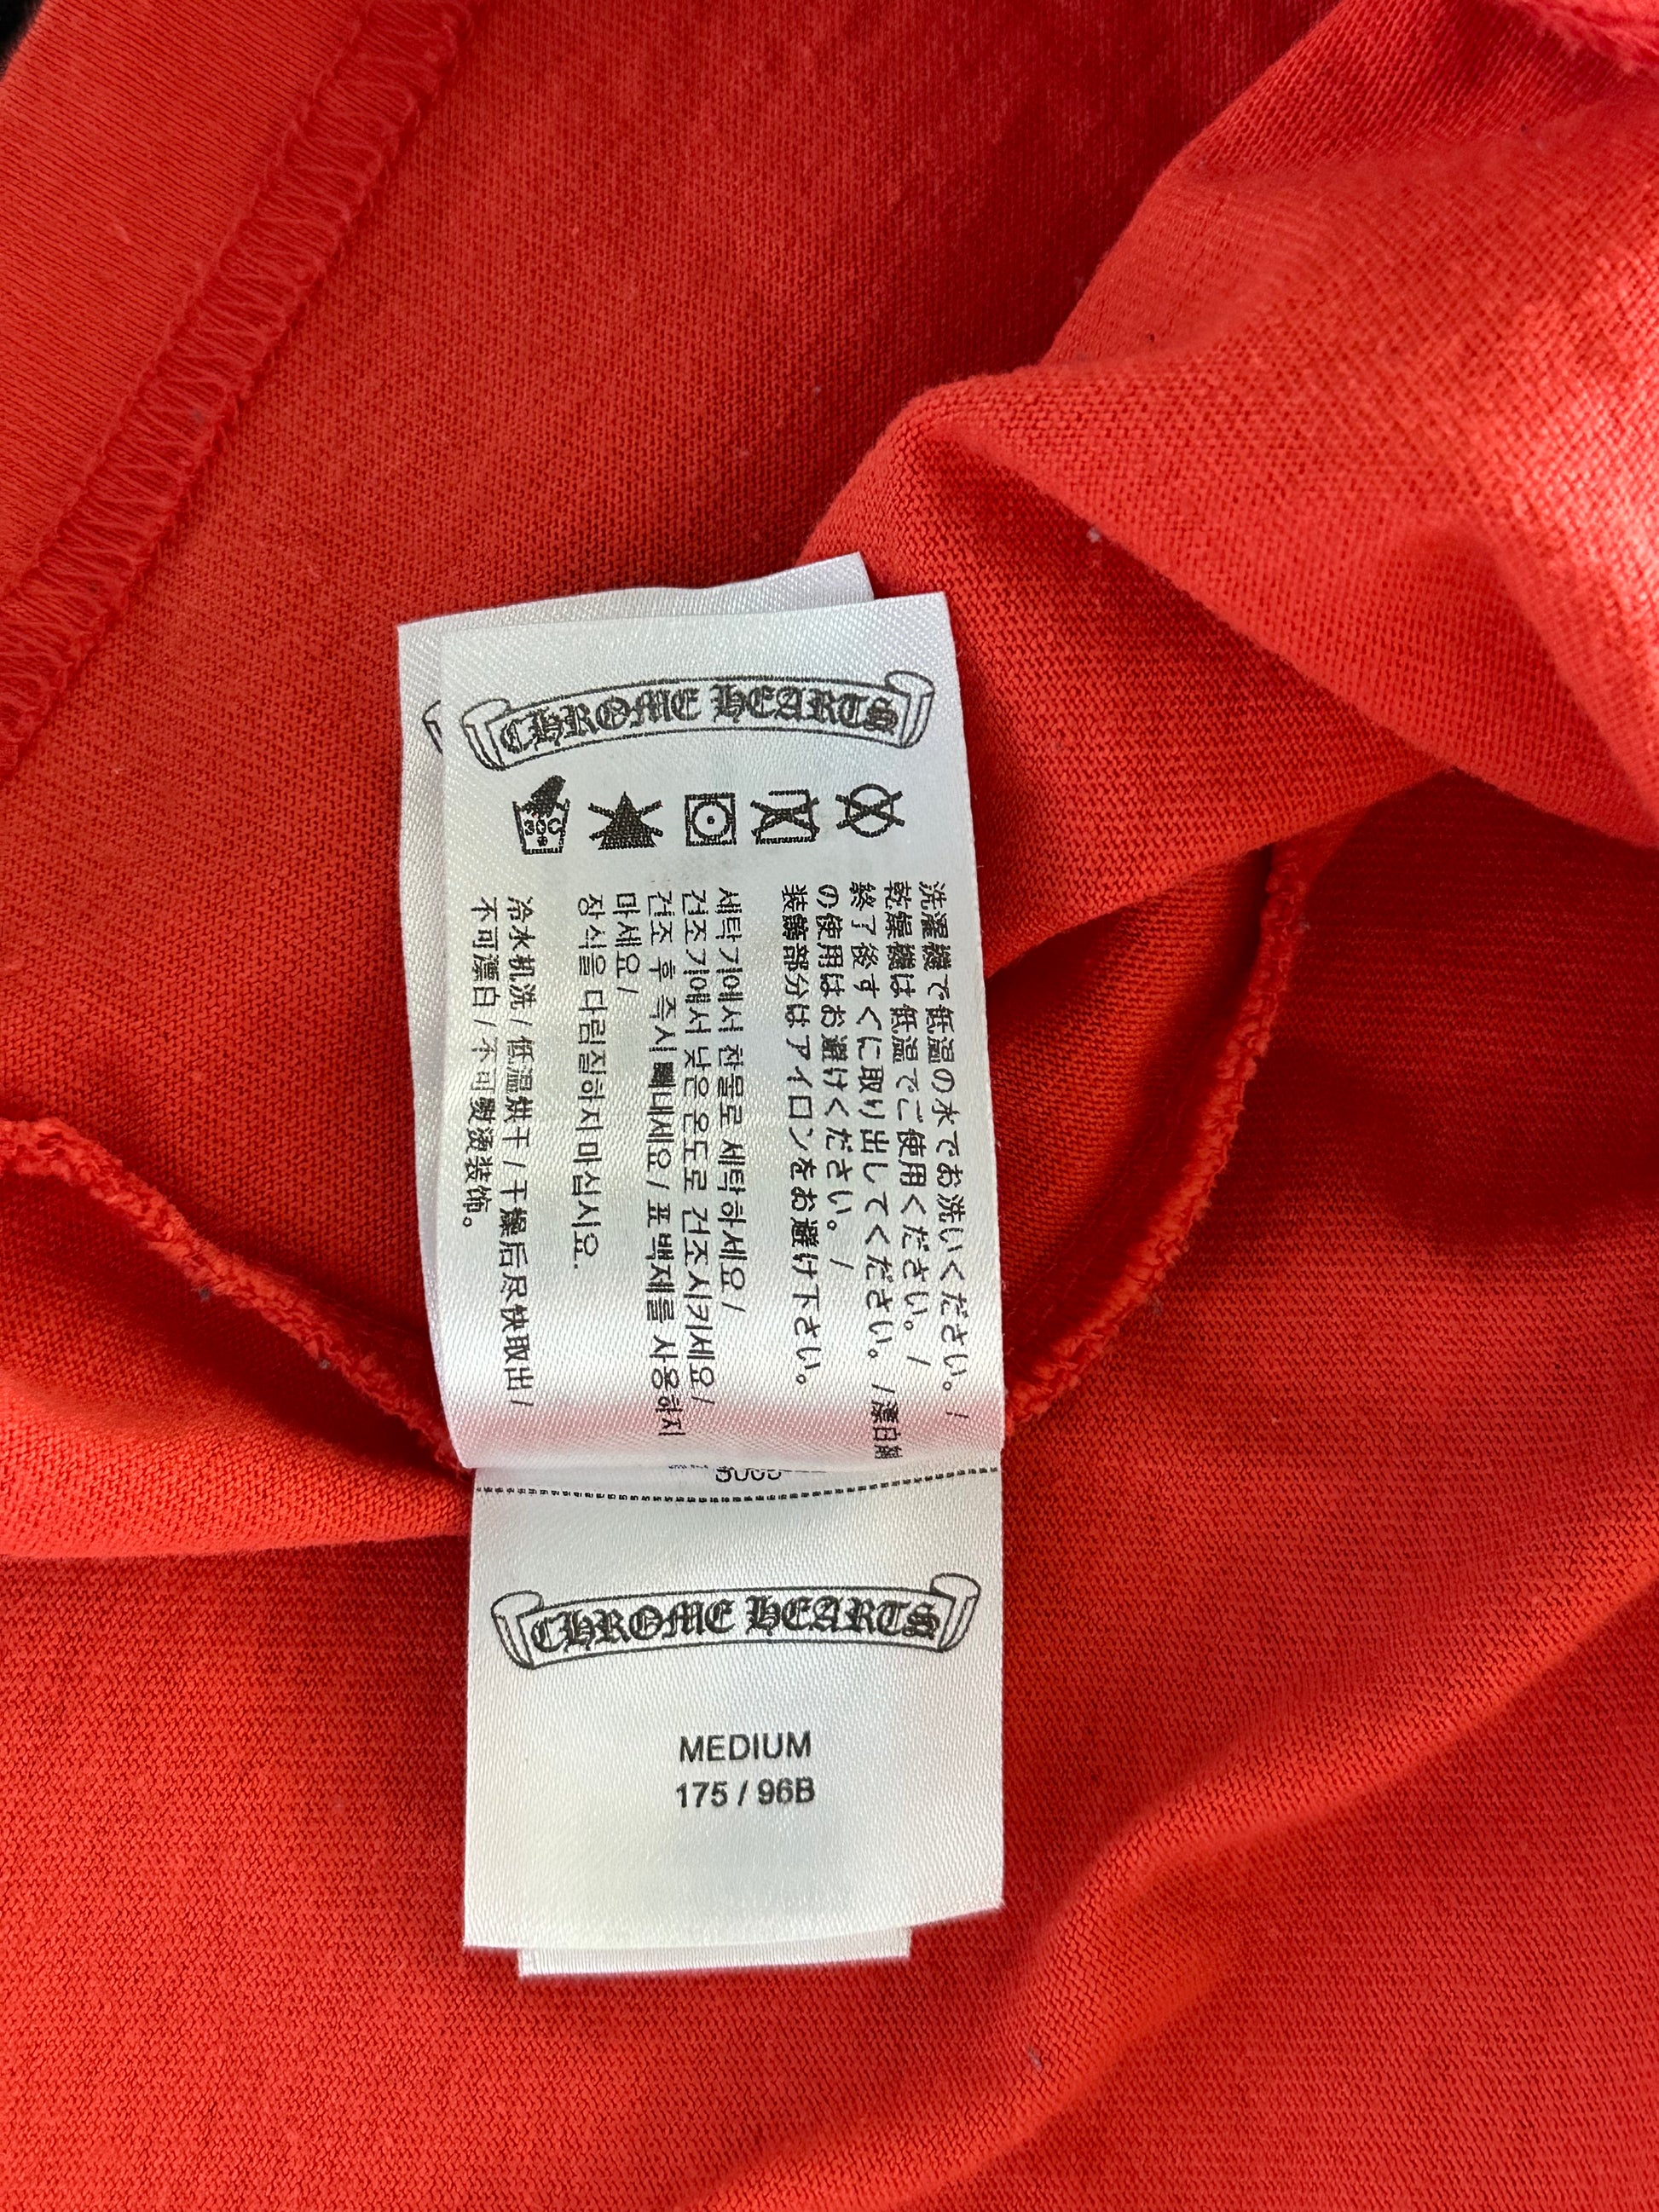 CHROME HEARTS
30C
洗濯機で低温の水でお洗いください。/
乾燥機は低温でご使用ください。/
終了後すぐに取り出してください。/漂白剤
の使用はお避けください。/
装飾部分はアイロンをお避け下さい。
세탁기에서 찬물로 세탁하세요/
건조기에서 낮은 온도로 건조시키세요/
건조 후 즉시 빼내세요/표백제를 사용하지
마세요/
장식을 다림질하지마십시요.
冷水机洗/低温烘干/干燥后尽快取出/
不可漂白/不可熨烫装饰。
CHROME HEARTS
MEDIUM
175 / 96B